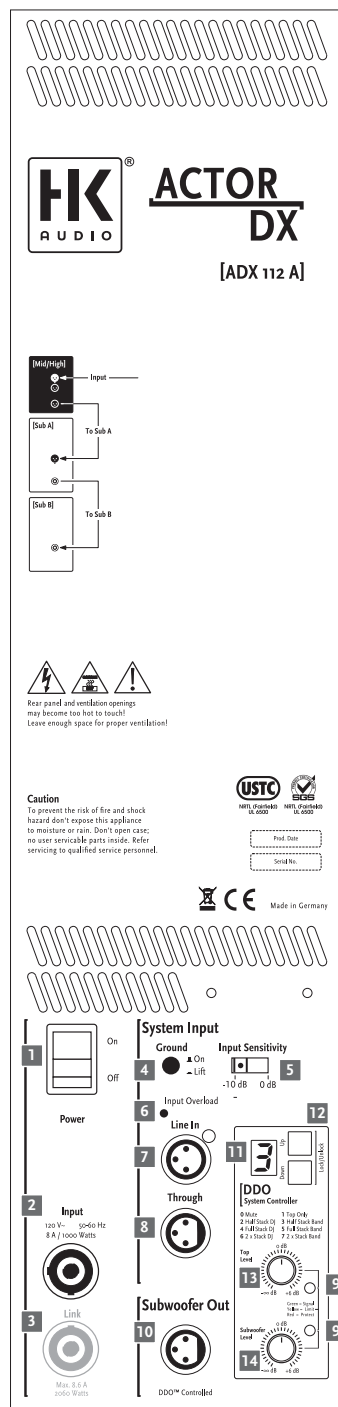 HK
®
AUDIO
ACTOR
DX
[ADX 112 A]
[Mid/High]
Input
To Sub A
[Sub A]
To Sub B
[Sub B]
Rear panel and ventilation openings
may become too hot to touch!
Leave enough space for proper ventilation!
Caution
To prevent the risk of fire and shock
hazard don't expose this appliance
to moisture or rain. Don't open case;
no user servicable parts inside. Refer
servicing to qualified service personnel.
USTC
NRTL (Fairfield)
UL 6500
SGS
NRTL (Fairfield)
UL 6500
Prod. Date
Serial No.
CE
Made in Germany
1
On
Off
Power
2
Input
120 V~ 50-60 Hz
8 A / 1000 Watts
3
Link
Max. 8.6 A
2060 Watts
System Input
Ground
4
On
Lift
Input Sensitivity
-10 dB
0 dB
5
6
Input Overload
Line In
7
Through
8
Subwoofer Out
10
DDO™ Controlled
12
11
3
Up
Down
Lock/Unlock
DDO
System Controller
0 Mute 1 Top Only
2 Half Stack DJ 3 Half Stack Band
4 Full Stack DJ 5 Full Stack Band
6 2 x Stack DJ 7 2 x Stack Band
Top
Level
0 dB
13
-∞ dB
+6 dB
9
Green = Signal
Yellow = Limit
Red = Protect
Subwoofer
Level
0 dB
9
14
-∞ dB
+6 dB